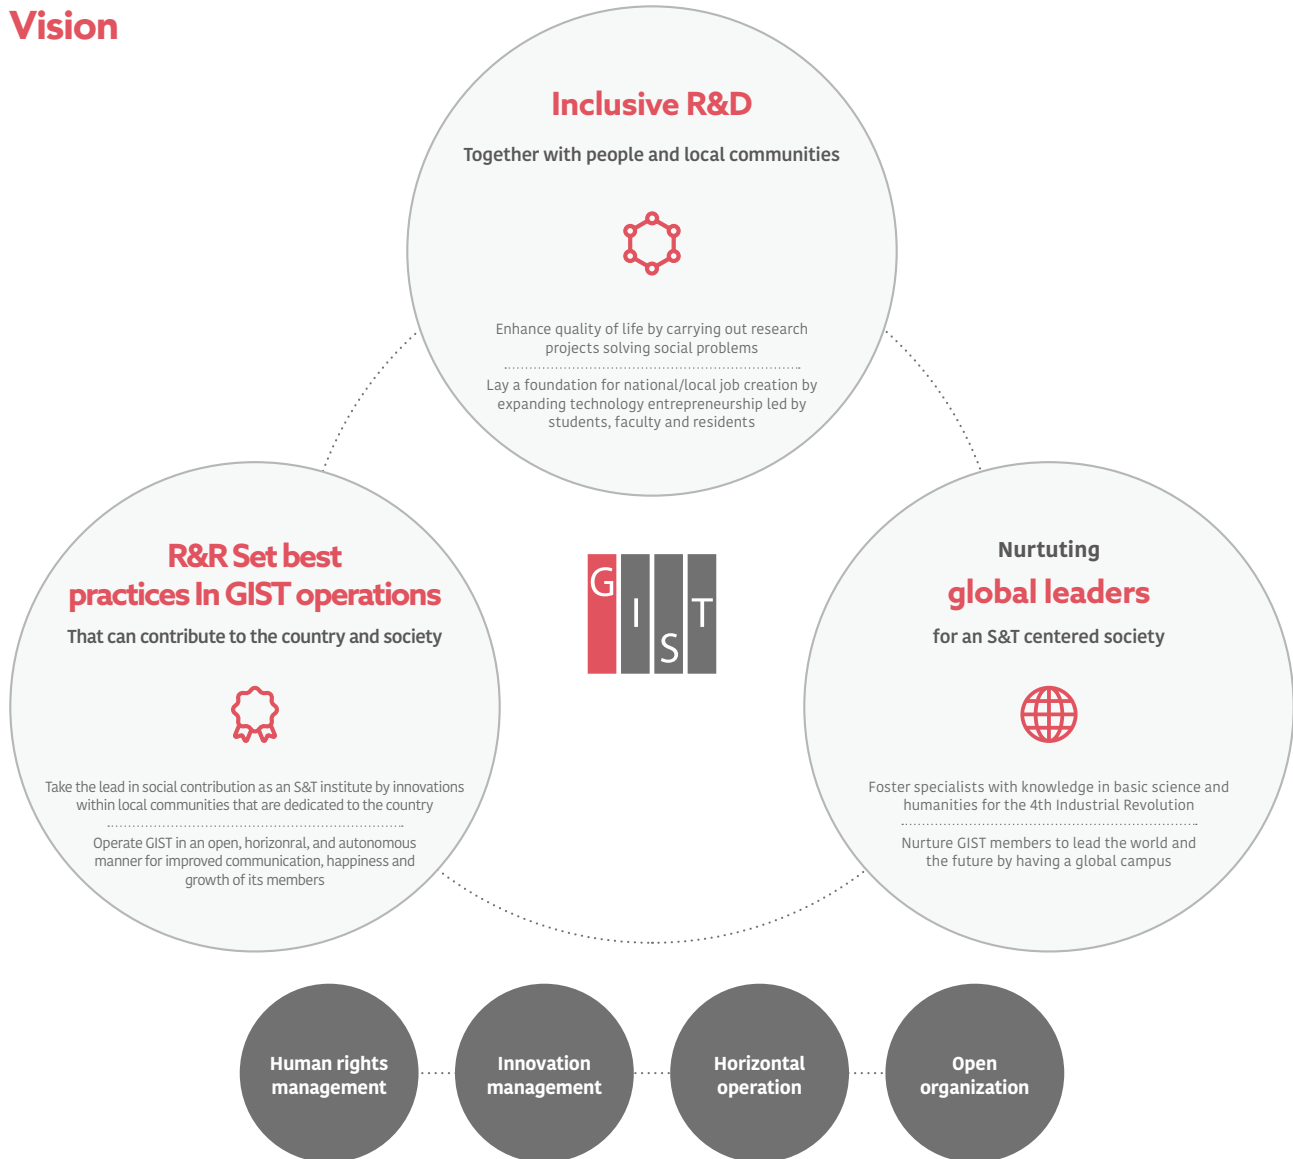 Vision
Inclusive R&D
Together with people and local communities
Enhance quality of life by carrying out research
projects solving social problems
Lay a foundation for national/local job creation by
expanding technology entrepreneurship led by
students, faculty and residents
R&R Set best
practices In GIST operations
That can contribute to the country and society
Take the lead in social contribution as an S&T institute by innovations
within local communities that are dedicated to the country
Operate GIST in an open, horizonral, and autonomous
manner for improved communication, happiness and
growth of its members
GIST
Nurtuting
global leaders
for an S&T centered society
Foster specialists with knowledge in basic science and
humanities for the 4th Industrial Revolution
Nurture GIST members to lead the world and
the future by having a global campus
Human rights
management
Innovation
management
Horizontal
operation
Open
organization